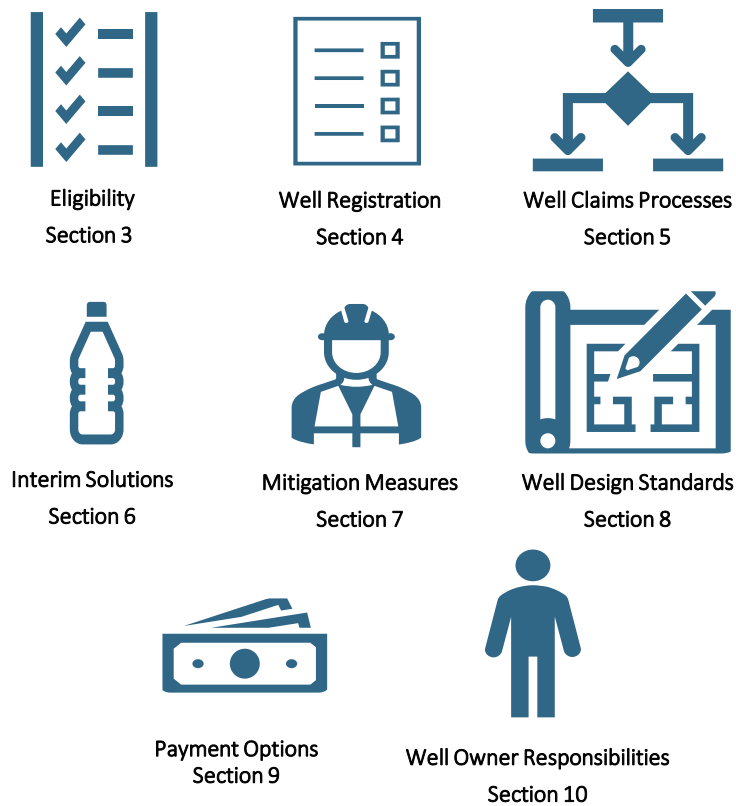 Eligibility
Section 3
Well Registration
Section 4
Well Claims Processes
Section 5
Interim Solutions
Section 6
Mitigation Measures
Section 7
Well Design Standards
Section 8
Payment Options
Section 9
Well Owner Responsibilities
Section 10